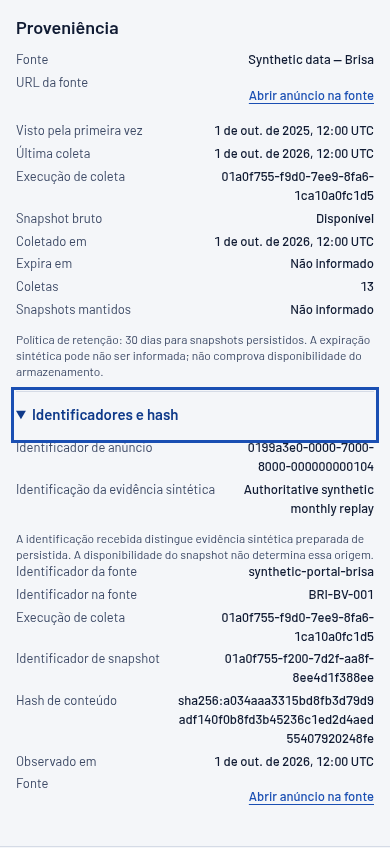 Proveniência
Fonte Synthetic data — Brisa
URL da fonte
Abrir anúncio na fonte
Visto pela primeira vez 1 de out. de 2025, 12:00 UTC
Última coleta 1 de out. de 2026, 12:00 UTC
Execução de coleta 01a0f755-f9d0-7ee9-8fa6-
1ca10a0fc1d5
Snapshot bruto Disponível
Coletado em 1 de out. de 2026, 12:00 UTC
Expira em Não informado
Coletas 13
Snapshots mantidos Não informado
Política de retenção: 30 dias para snapshots persistidos. A expiração
sintética pode não ser informada; não comprova disponibilidade do
armazenamento.
▼ Identificadores e hash
Identificador de anúncio 0199a3e0-0000-7000-
8000-000000000104
Identificação da evidência sintética Authoritative synthetic
monthly replay
A identificação recebida distingue evidência sintética preparada de
persistida. A disponibilidade do snapshot não determina essa origem.
Identificador da fonte synthetic-portal-brisa
Identificador na fonte BRI-BV-001
Execução de coleta 01a0f755-f9d0-7ee9-8fa6-
1ca10a0fc1d5
Identificador de snapshot 01a0f755-f200-7d2f-aa8f-
8ee4d1f388ee
Hash de conteúdo sha256:a034aaa3315bd8fb3d79d9
adf140f0b8fd3b45236c1ed2d4aed
55407920248fe
Observado em 1 de out. de 2026, 12:00 UTC
Fonte
Abrir anúncio na fonte